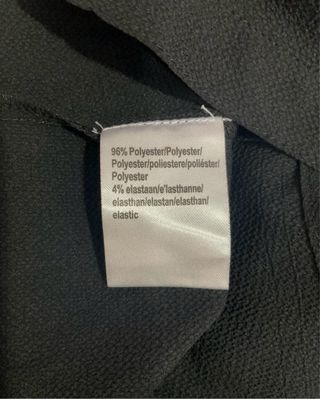 96% Polyester/Polyester/
Polyester/poliestere/poliéster/
Polyester
4% elastaan/e'lasthanne/
elasthan/elastan/elasthan/
elastic